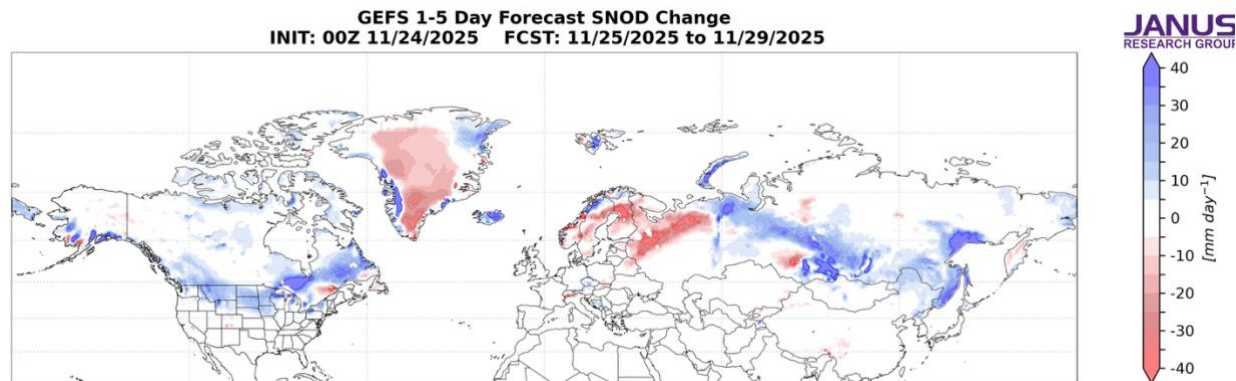 GEFS 1-5 Day Forecast SNOD Change
INIT: 00Z 11/24/2025 FCST: 11/25/2025 to 11/29/2025
JANUS
RESEARCH GROUP
40
30
20
10
0
-10
-20
-30
-40
[mm day⁻¹]